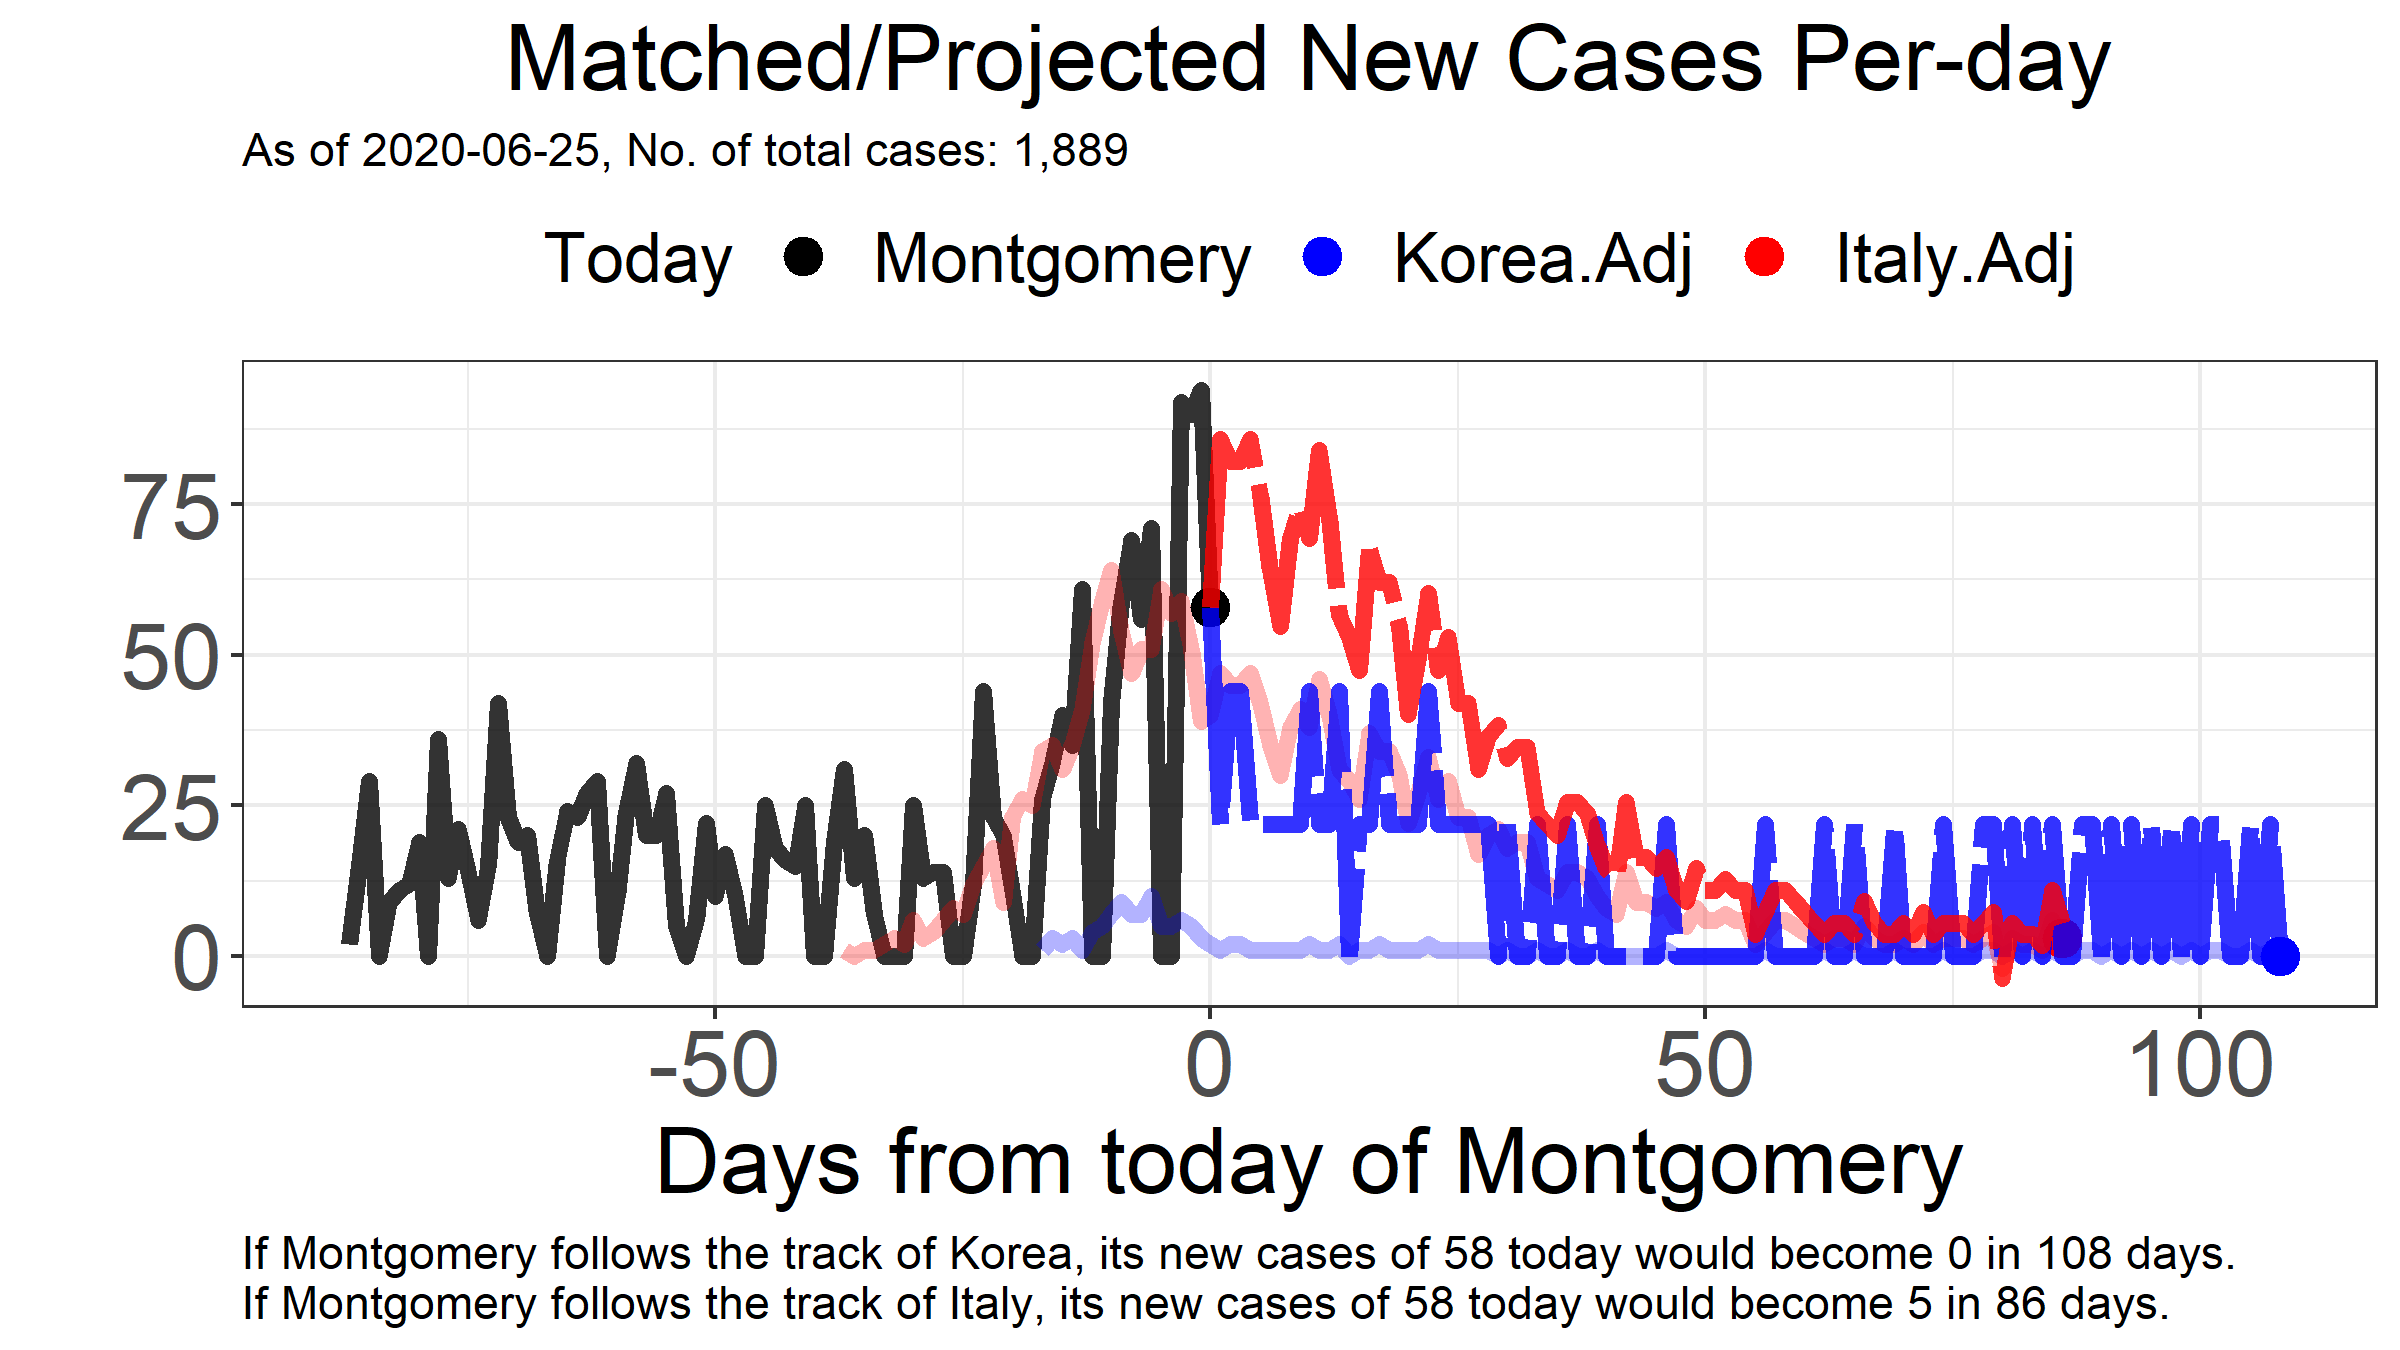 Matched/Projected New Cases Per-day
As of 2020-06-25, No. of total cases: 1,889
Today Montgomery Korea.Adj Italy.Adj
75
50
25
0
-50 0 50 100
Days from today of Montgomery
If Montgomery follows the track of Korea, its new cases of 58 today would become 0 in 108 days.
If Montgomery follows the track of Italy, its new cases of 58 today would become 5 in 86 days.